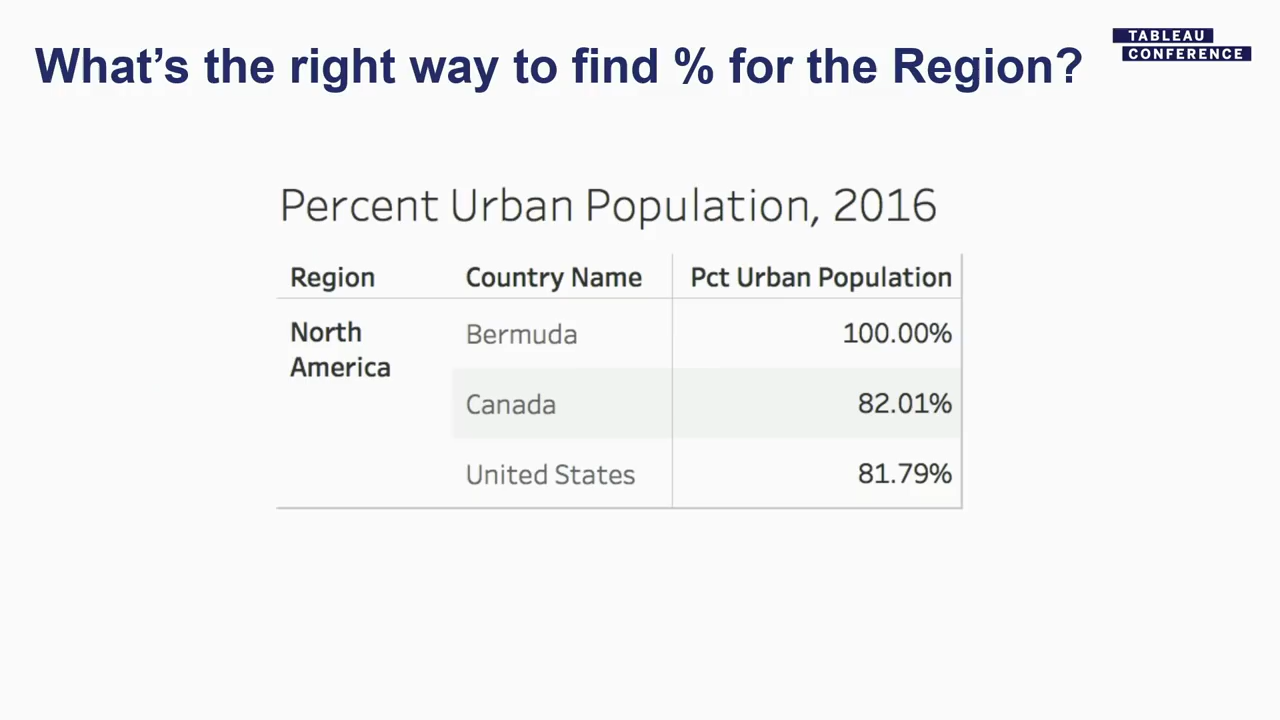 What's the right way to find % for the Region?
TABLEAU
CONFERENCE
Percent Urban Population, 2016
Region Country Name Pct Urban Population
North America Bermuda 100.00%
Canada 82.01%
United States 81.79%